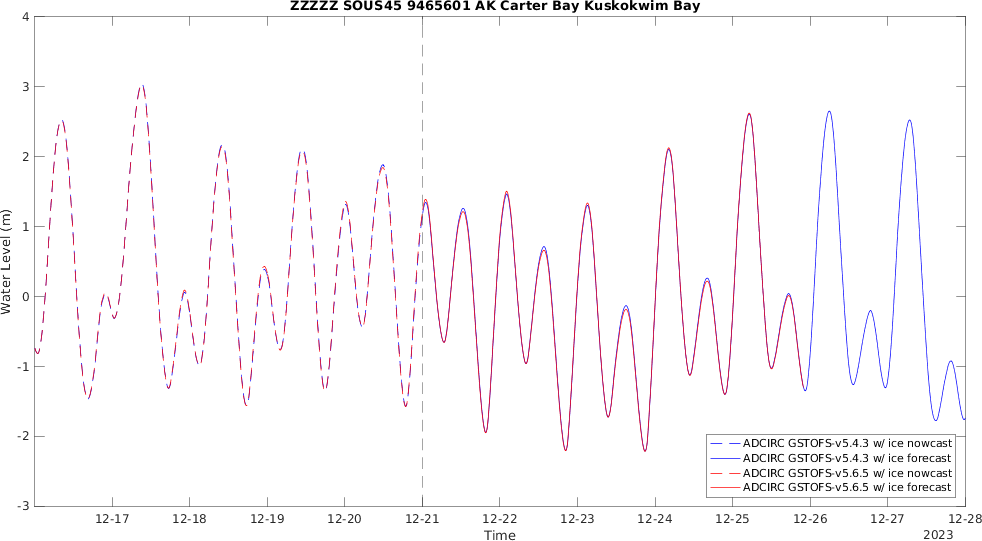 ZZZZZ SOUS45 9465601 AK Carter Bay Kuskokwim Bay
4
3
2
1
0
-1
-2
-3
Water Level (m)
ADCIRC GSTOFS-v5.4.3 w/ ice nowcast
ADCIRC GSTOFS-v5.4.3 w/ ice forecast
ADCIRC GSTOFS-v5.6.5 w/ ice nowcast
ADCIRC GSTOFS-v5.6.5 w/ ice forecast
12-17 12-18 12-19 12-20 12-21 12-22 12-23 12-24 12-25 12-26 12-27 12-28
Time
2023